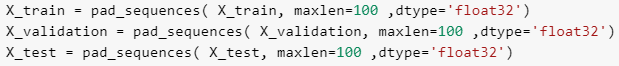 X_train = pad_sequences( X_train, maxlen=100 ,dtype='float32')
X_validation = pad_sequences( X_validation, maxlen=100 ,dtype='float32')
X_test = pad_sequences( X_test, maxlen=100 ,dtype='float32')